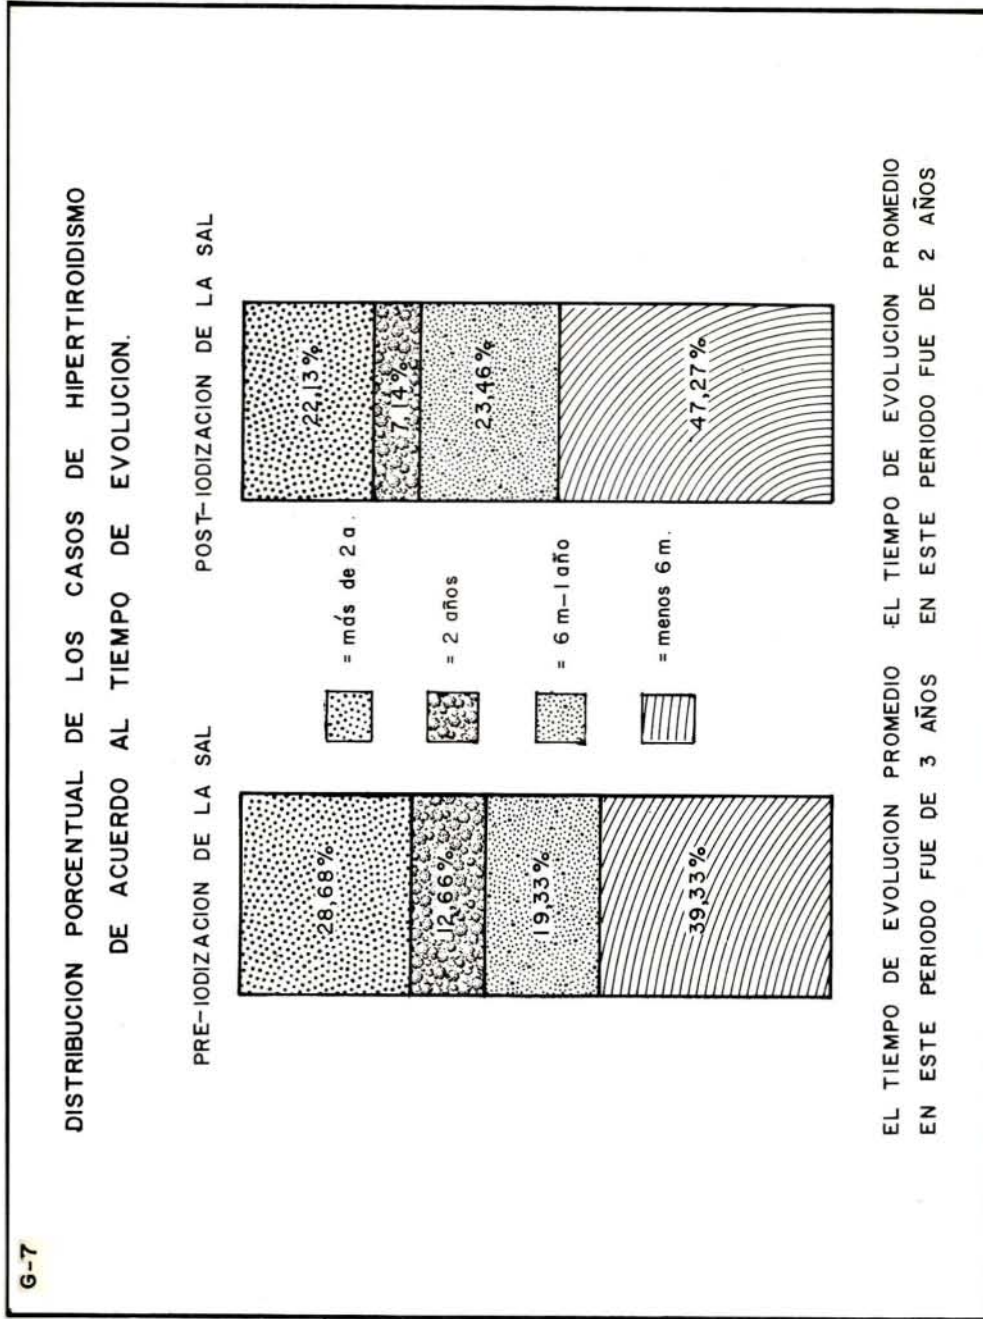 G-7
DISTRIBUCION PORCENTUAL DE LOS CASOS DE HIPERTIROIDISMO
DE ACUERDO AL TIEMPO DE EVOLUCION.
PRE-IODIZACION DE LA SAL
POST-IODIZACION DE LA SAL
28,68%
12,66%
19,33%
39,33%
= más de 2 a.
= 2 años
= 6 m-1 año
= menos 6 m.
22,13%
7,14%
23,46%
47,27%
EL TIEMPO DE EVOLUCION PROMEDIO
EN ESTE PERIODO FUE DE 3 AÑOS
EL TIEMPO DE EVOLUCION PROMEDIO
EN ESTE PERIODO FUE DE 2 AÑOS